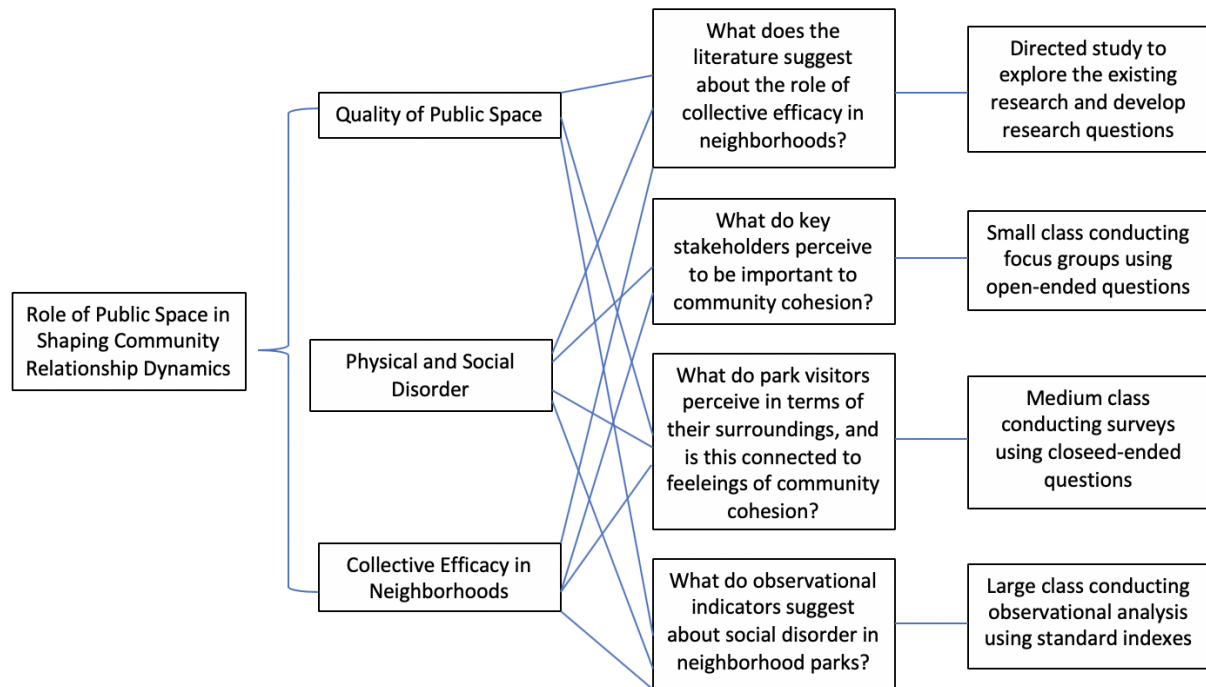 Role of Public Space in
Shaping Community
Relationship Dynamics
Quality of Public Space
Physical and Social
Disorder
Collective Efficacy in
Neighborhoods
What does the
literature suggest
about the role of
collective efficacy in
neighborhoods?
What do key
stakeholders perceive
to be important to
community cohesion?
What do park visitors
perceive in terms of
their surroundings, and
is this connected to
feeleings of community
cohesion?
What do observational
indicators suggest
about social disorder in
neighborhood parks?
Directed study to
explore the existing
research and develop
research questions
Small class conducting
focus groups using
open-ended questions
Medium class
conducting surveys
using closeed-ended
questions
Large class conducting
observational analysis
using standard indexes